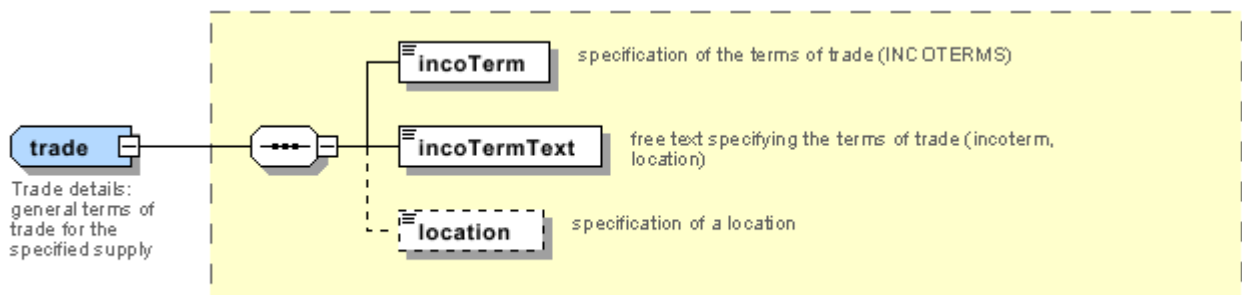 incoTerm
specification of the terms of trade (INCOTERMS)
trade
incoTermText
free text specifying the terms of trade (incoterm,
location)
Trade details:
general terms of
trade for the
specified supply
location
specification of a location